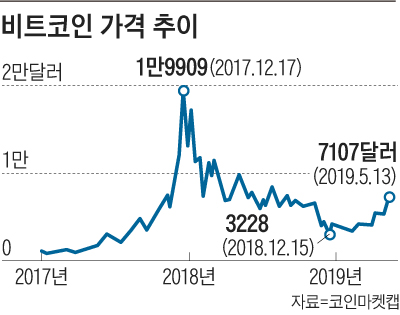 비트코인 가격 추이
2만달러
1만9909(2017.12.17)
1만
7107달러
(2019.5.13)
3228
(2018.12.15)
0
2017년
2018년
2019년
자료=코인마켓캡